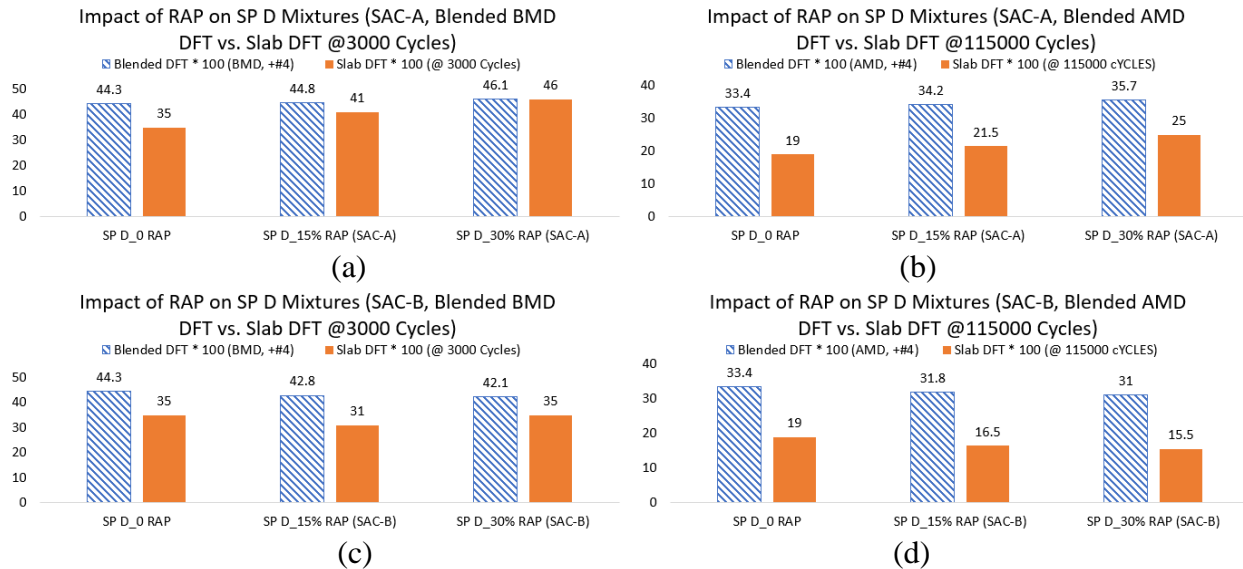 Impact of RAP on SP D Mixtures (SAC-A, Blended BMD
DFT vs. Slab DFT @3000 Cycles)
Blended DFT * 100 (BMD, +#4) Slab DFT * 100 (@ 3000 Cycles)
50
40
30
20
10
0
44.3
35
44.8
41
46.1
46
SP D_0 RAP
SP D_15% RAP (SAC-A)
SP D_30% RAP (SAC-A)
(a)
Impact of RAP on SP D Mixtures (SAC-A, Blended AMD
DFT vs. Slab DFT @115000 Cycles)
Blended DFT * 100 (AMD, +#4) Slab DFT * 100 (@ 115000 cYCLES)
40
30
20
10
0
33.4
19
34.2
21.5
35.7
25
SP D_0 RAP
SP D_15% RAP (SAC-A)
SP D_30% RAP (SAC-A)
(b)
Impact of RAP on SP D Mixtures (SAC-B, Blended BMD
DFT vs. Slab DFT @3000 Cycles)
Blended DFT * 100 (BMD, +#4) Slab DFT * 100 (@ 3000 Cycles)
50
40
30
20
10
0
44.3
35
42.8
31
42.1
35
SP D_0 RAP
SP D_15% RAP (SAC-B)
SP D_30% RAP (SAC-B)
(c)
Impact of RAP on SP D Mixtures (SAC-B, Blended AMD
DFT vs. Slab DFT @115000 Cycles)
Blended DFT * 100 (AMD, +#4) Slab DFT * 100 (@ 115000 cYCLES)
40
30
20
10
0
33.4
19
31.8
16.5
31
15.5
SP D_0 RAP
SP D_15% RAP (SAC-B)
SP D_30% RAP (SAC-B)
(d)